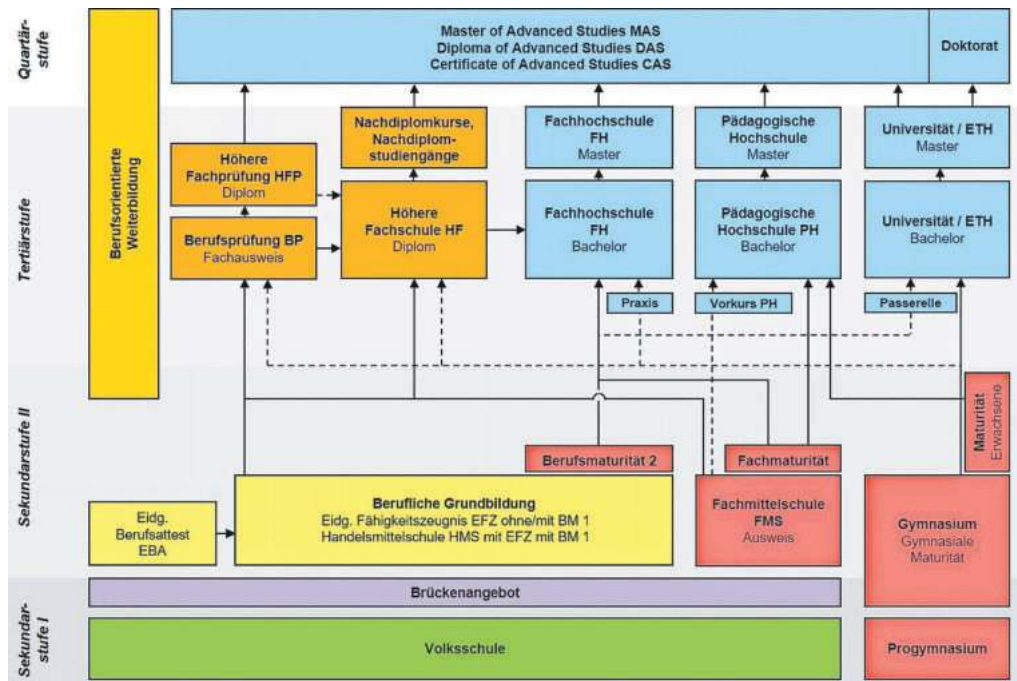 Quartär-
stufe
Master of Advanced Studies MAS
Diploma of Advanced Studies DAS
Certificate of Advanced Studies CAS
Doktorat
Tertiärstufe
Berufsorientierte
Weiterbildung
Höhere
Fachprüfung HFP
Diplom
Nachdiplomkurse,
Nachdiplom-
studiengänge
Fachhochschule
FH
Master
Pädagogische
Hochschule
Master
Universität / ETH
Master
Berufsprüfung BP
Fachausweis
Höhere
Fachschule HF
Diplom
Fachhochschule
FH
Bachelor
Pädagogische
Hochschule PH
Bachelor
Universität / ETH
Bachelor
Praxis
Vorkurs PH
Passerelle
Sekundarstufe II
Maturität
Erwachsene
Berufsmaturität 2
Fachmaturität
Eidg.
Berufsattest
EBA
Berufliche Grundbildung
Eidg. Fähigkeitszeugnis EFZ ohne/mit BM 1
Handelsmittelschule HMS mit EFZ mit BM 1
Fachmittelschule
FMS
Ausweis
Gymnasium
Gymnasiale
Maturität
Brückenangebot
Sekundar-
stufe I
Volksschule
Progymnasium